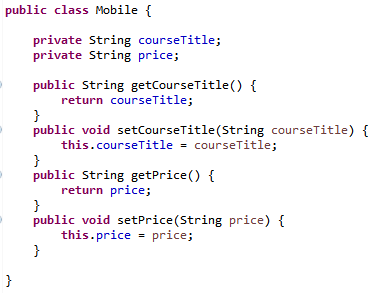 public class Mobile {
private String courseTitle;
private String price;
public String getCourseTitle() {
return courseTitle;
}
public void setCourseTitle(String courseTitle) {
this.courseTitle = courseTitle;
}
public String getPrice() {
return price;
}
public void setPrice(String price) {
this.price = price;
}
}